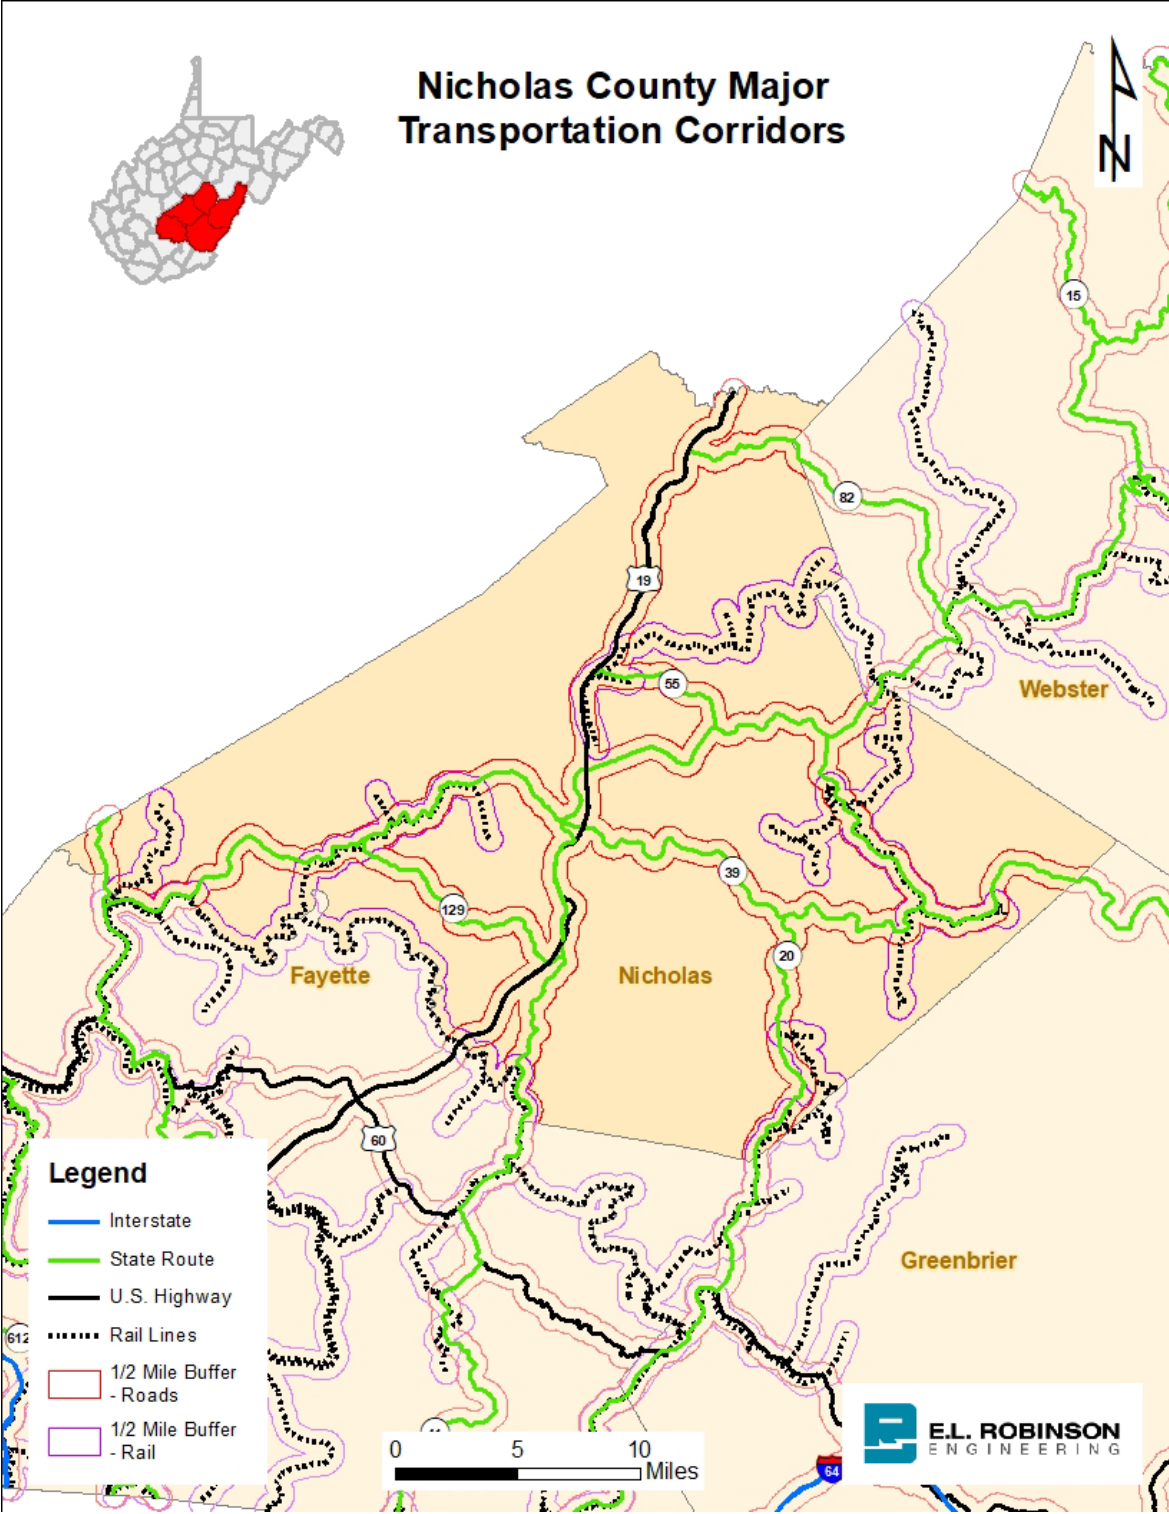 Nicholas County Major
Transportation Corridors
N
15
82
19
55
Webster
39
129
20
Fayette
Nicholas
60
Greenbrier
Legend
Interstate
State Route
U.S. Highway
Rail Lines
1/2 Mile Buffer
- Roads
1/2 Mile Buffer
- Rail
612
0 5 10
Miles
64
E.L. ROBINSON
ENGINEERING